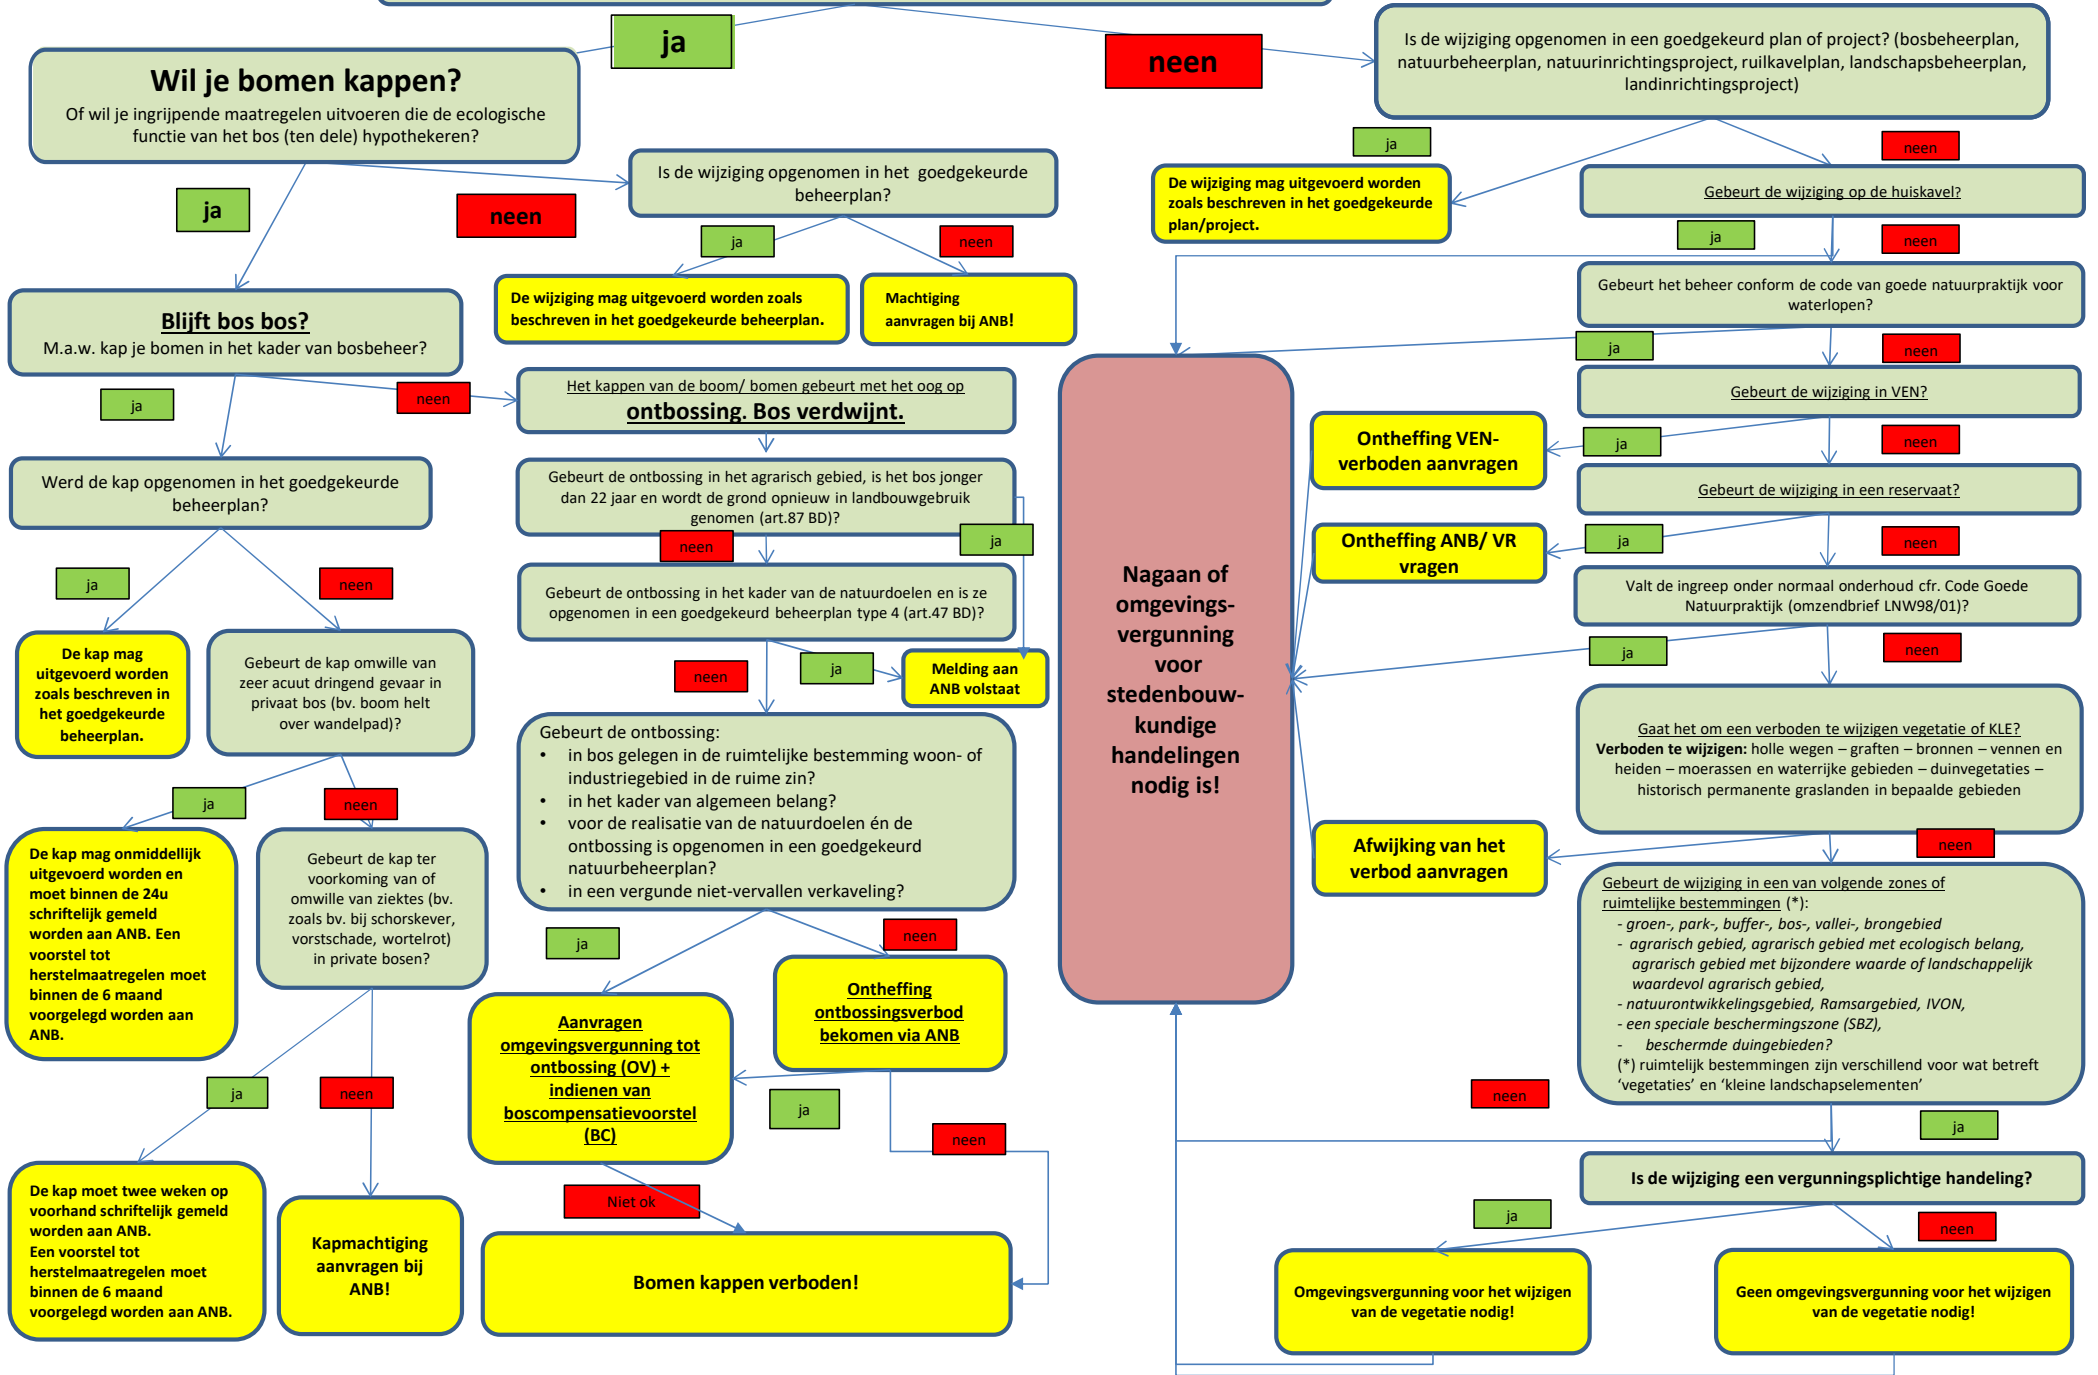 ja
neen
Wil je bomen kappen?
Of wil je ingrijpende maatregelen uitvoeren die de ecologische
functie van het bos (ten dele) hypothekeren?
Is de wijziging opgenomen in een goedgekeurd plan of project? (bosbeheerplan,
natuurbeheerplan, natuurinrichtingsproject, ruilkavelplan, landschapsbeheerplan,
landinrichtingsproject)
ja
neen
Is de wijziging opgenomen in het goedgekeurde
beheerplan?
ja
neen
De wijziging mag uitgevoerd worden zoals
beschreven in het goedgekeurde beheerplan.
Machtiging
aanvragen bij ANB!
Blijft bos bos?
M.a.w. kap je bomen in het kader van bosbeheer?
ja
neen
Werd de kap opgenomen in het goedgekeurde
beheerplan?
ja
neen
De kap mag
uitgevoerd worden
zoals beschreven in
het goedgekeurde
beheerplan.
Gebeurt de kap omwille van
zeer acuut dringend gevaar in
privaat bos (bv. boom helt
over wandelpad)?
ja
neen
De kap mag onmiddellijk
uitgevoerd worden en
moet binnen de 24u
schriftelijk gemeld
worden aan ANB. Een
voorstel tot
herstelmaatregelen moet
binnen de 6 maand
voorgelegd worden aan
ANB.
Gebeurt de kap ter
voorkoming van of
omwille van ziektes (bv.
zoals bv. bij schorskever,
vorstschade, wortelrot)
in private bosen?
ja
neen
De kap moet twee weken op
voorhand schriftelijk gemeld
worden aan ANB.
Een voorstel tot
herstelmaatregelen moet
binnen de 6 maand
voorgelegd worden aan ANB.
Kapmachtiging
aanvragen bij
ANB!
Het kappen van de boom/ bomen gebeurt met het oog op
ontbossing. Bos verdwijnt.
Gebeurt de ontbossing in het agrarisch gebied, is het bos jonger
dan 22 jaar en wordt de grond opnieuw in landbouwgebruik
genomen (art.87 BD)?
neen
ja
Gebeurt de ontbossing in het kader van de natuurdoelen en is ze
opgenomen in een goedgekeurd beheerplan type 4 (art.47 BD)?
neen
ja
Melding aan
ANB volstaat
Gebeurt de ontbossing:
• in bos gelegen in de ruimtelijke bestemming woon- of
industriegebied in de ruime zin?
• in het kader van algemeen belang?
• voor de realisatie van de natuurdoelen én de
ontbossing is opgenomen in een goedgekeurd
natuurbeheerplan?
• in een vergunde niet-vervallen verkaveling?
ja
neen
Aanvragen
omgevingsvergunning tot
ontbossing (OV) +
indienen van
boscompensatievoorstel
(BC)
Ontheffing
ontbossingsverbod
bekomen via ANB
ja
neen
Niet ok
Bomen kappen verboden!
ja
neen
De wijziging mag uitgevoerd worden
zoals beschreven in het goedgekeurde
plan/project.
Gebeurt de wijziging op de huiskavel?
ja
neen
Gebeurt het beheer conform de code van goede natuurpraktijk voor
waterlopen?
ja
neen
Gebeurt de wijziging in VEN?
ja
neen
Ontheffing VEN-
verboden aanvragen
Gebeurt de wijziging in een reservaat?
ja
neen
Ontheffing ANB/ VR
vragen
Valt de ingreep onder normaal onderhoud cfr. Code Goede
Natuurpraktijk (omzendbrief LNW98/01)?
ja
neen
Nagaan of
omgevings-
vergunning
voor
stedenbouw-
kundige
handelingen
nodig is!
Gaat het om een verboden te wijzigen vegetatie of KLE?
Verboden te wijzigen: holle wegen – graften – bronnen – vennen en
heiden – moerassen en waterrijke gebieden – duinvegetaties –
historisch permanente graslanden in bepaalde gebieden
neen
Afwijking van het
verbod aanvragen
Gebeurt de wijziging in een van volgende zones of
ruimtelijke bestemmingen (*):
- groen-, park-, buffer-, bos-, vallei-, brongebied
- agrarisch gebied, agrarisch gebied met ecologisch belang,
agrarisch gebied met bijzondere waarde of landschappelijk
waardevol agrarisch gebied,
- natuurontwikkelingsgebied, Ramsargebied, IVON,
- een speciale beschermingszone (SBZ),
- beschermde duingebieden?
(*) ruimtelijk bestemmingen zijn verschillend voor wat betreft
‘vegetaties’ en ‘kleine landschapselementen’
neen
ja
Is de wijziging een vergunningsplichtige handeling?
ja
neen
Omgevingsvergunning voor het wijzigen
van de vegetatie nodig!
Geen omgevingsvergunning voor het wijzigen
van de vegetatie nodig!